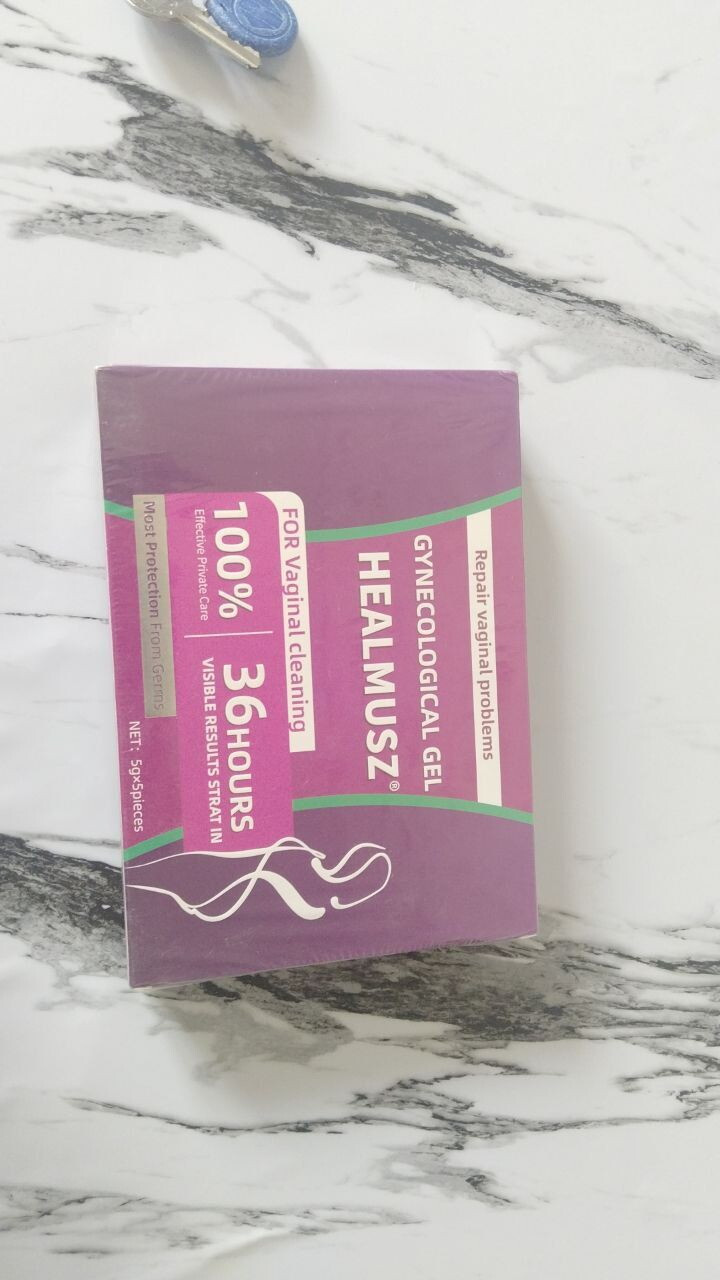 Repair vaginal problems
GYNECOLOGICAL GEL
HEALMUSZ®
FOR Vaginal cleaning
100%
Effective Private Care
36HOURS
VISIBLE RESULTS STRAT IN
Most Protection From Germs
NET: 5g×5pieces